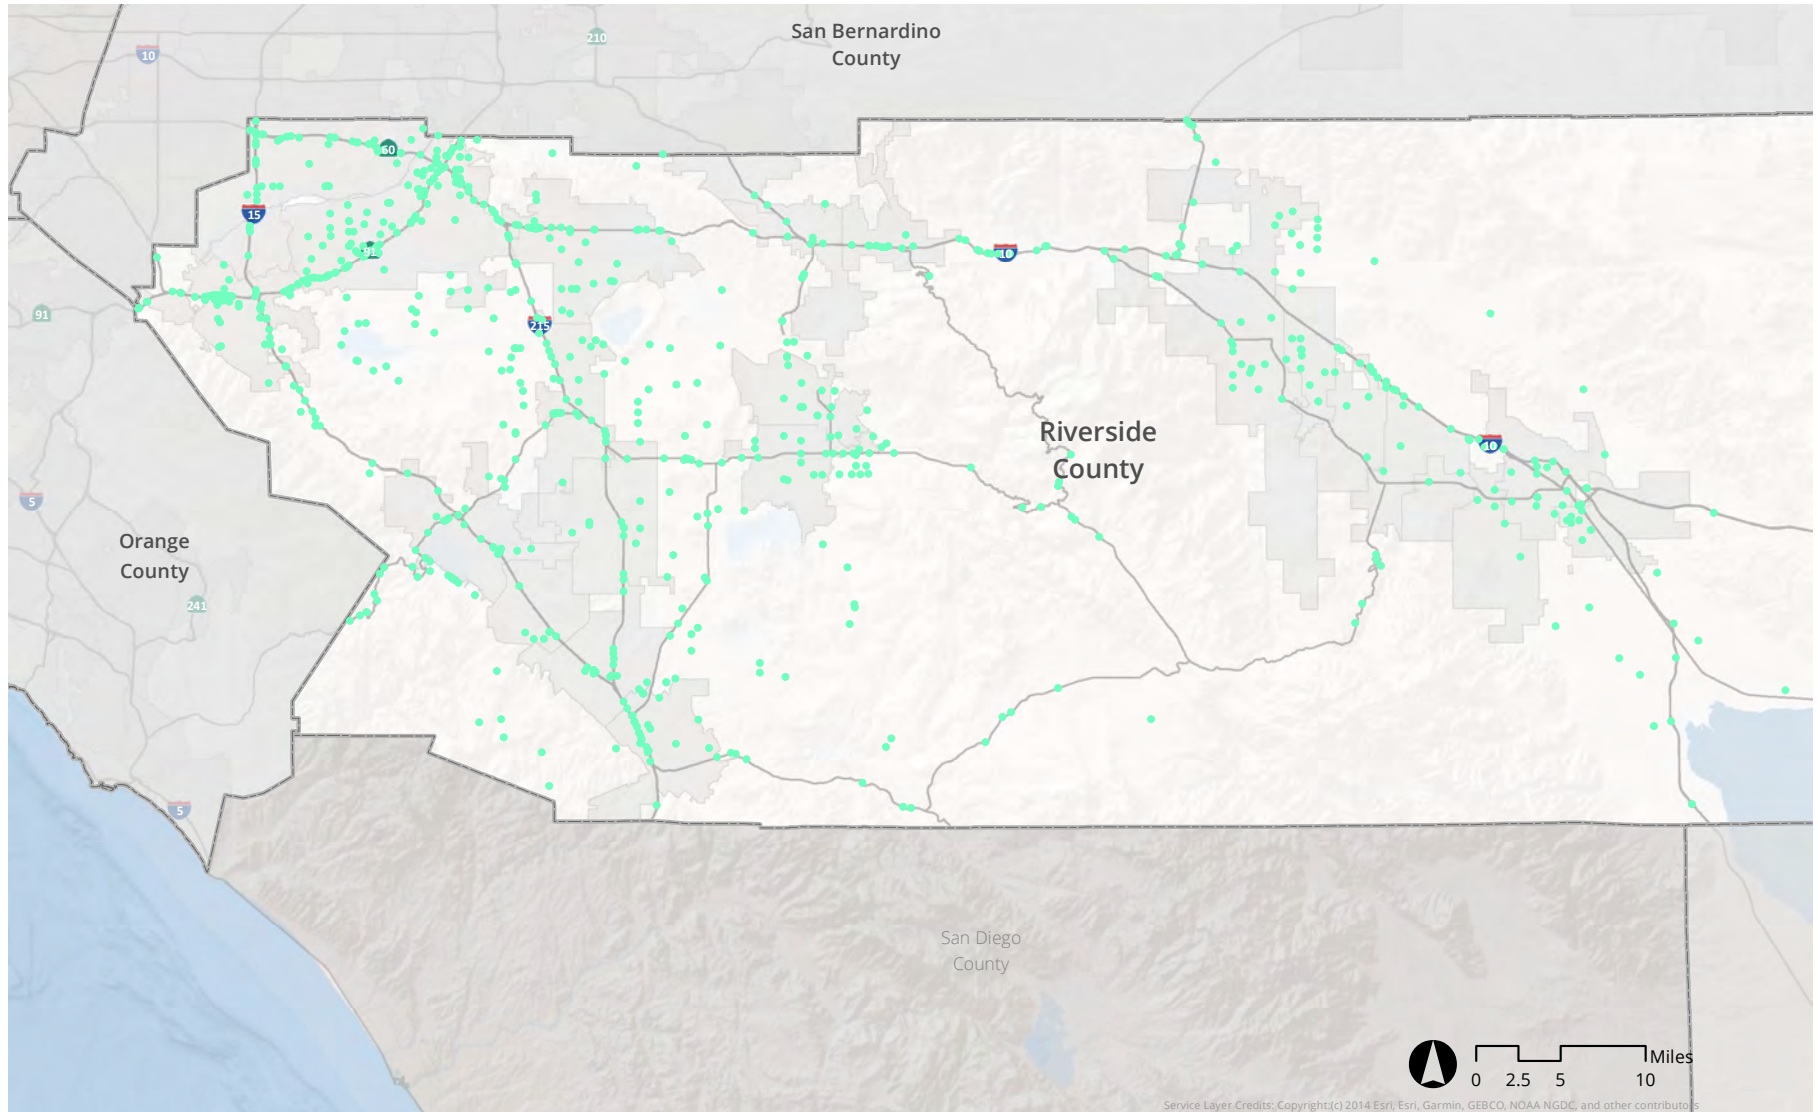 San Bernardino
County
210
10
60
15
91
10
91
215
Riverside
County
10
5
Orange
County
241
5
San Diego
County
Miles
0 2.5 5 10
Service Layer Credits: Copyright:(c) 2014 Esri, Esri, Garmin, GEBCO, NOAA NGDC, and other contributors